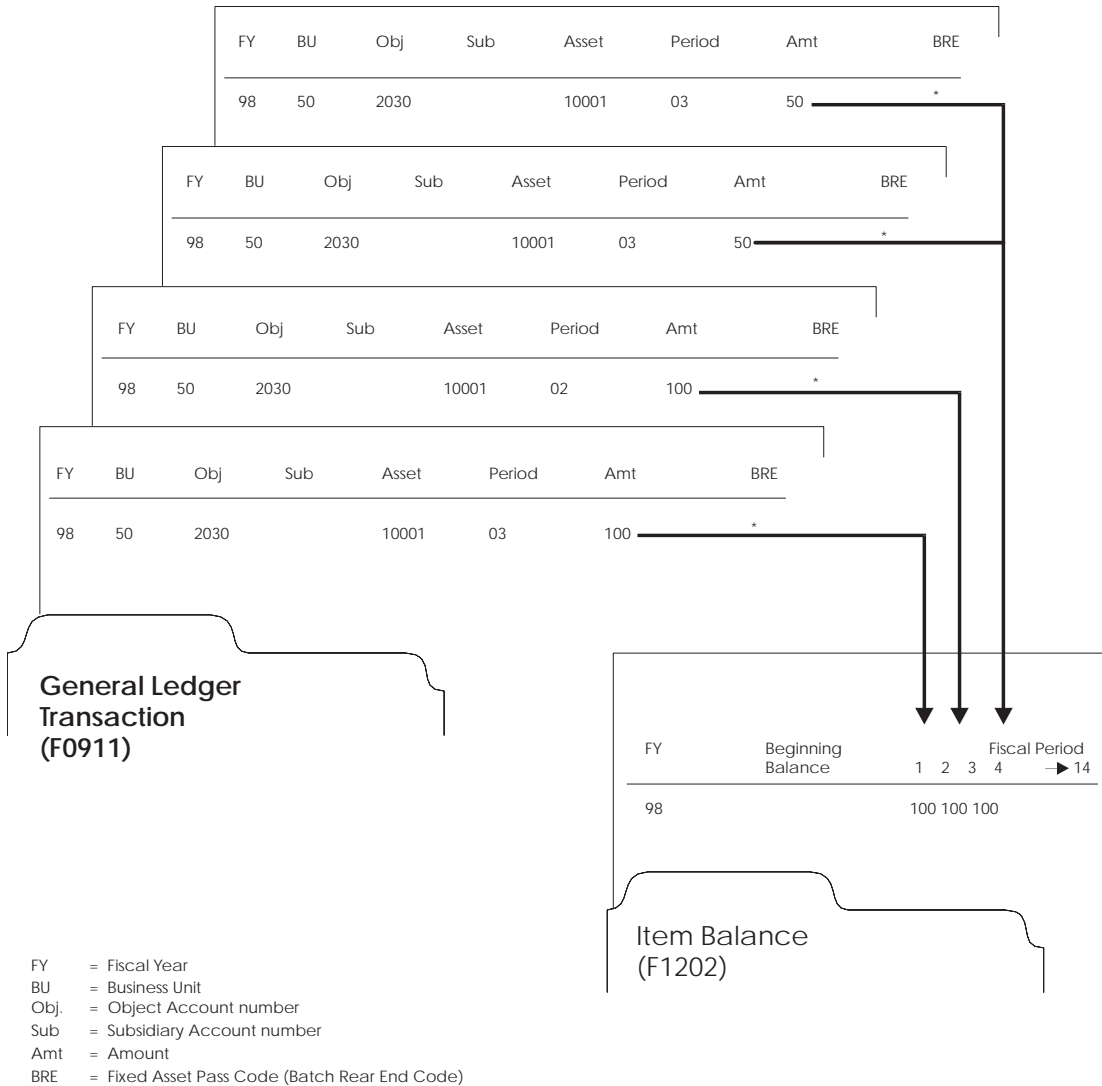 FY BU Obj Sub Asset Period Amt BRE
98 50 2030 10001 03 50 *
FY BU Obj Sub Asset Period Amt BRE
98 50 2030 10001 03 50 *
FY BU Obj Sub Asset Period Amt BRE
98 50 2030 10001 02 100 *
FY BU Obj Sub Asset Period Amt BRE
98 50 2030 10001 03 100 *
General Ledger
Transaction
(F0911)
FY Beginning Fiscal Period
Balance 1 2 3 4 14
98 100 100 100
Item Balance
(F1202)
FY = Fiscal Year
BU = Business Unit
Obj. = Object Account number
Sub = Subsidiary Account number
Amt = Amount
BRE = Fixed Asset Pass Code (Batch Rear End Code)